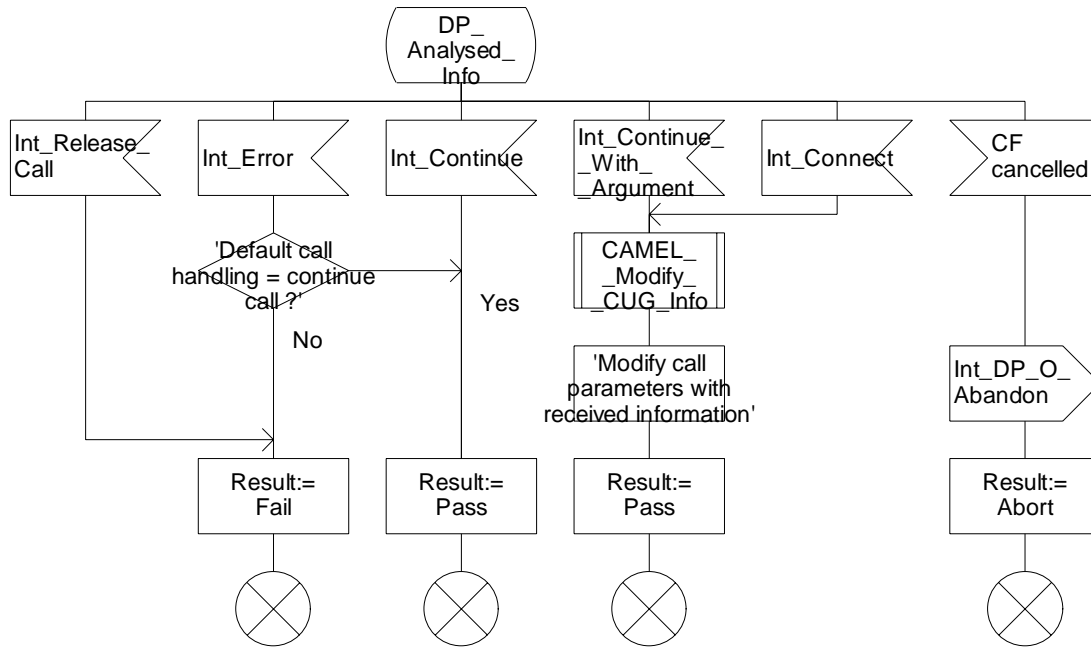 DP_
Analysed_
Info
Int_Release_
Call
Int_Error
Int_Continue
Int_Continue_
_With_
_Argument
Int_Connect
CF
cancelled
'Default call
handling = continue
call ?'
Yes
No
CAMEL_
_Modify_
_CUG_Info
'Modify call
parameters with
received information'
Int_DP_O_
Abandon
Result:=
Fail
Result:=
Pass
Result:=
Pass
Result:=
Abort